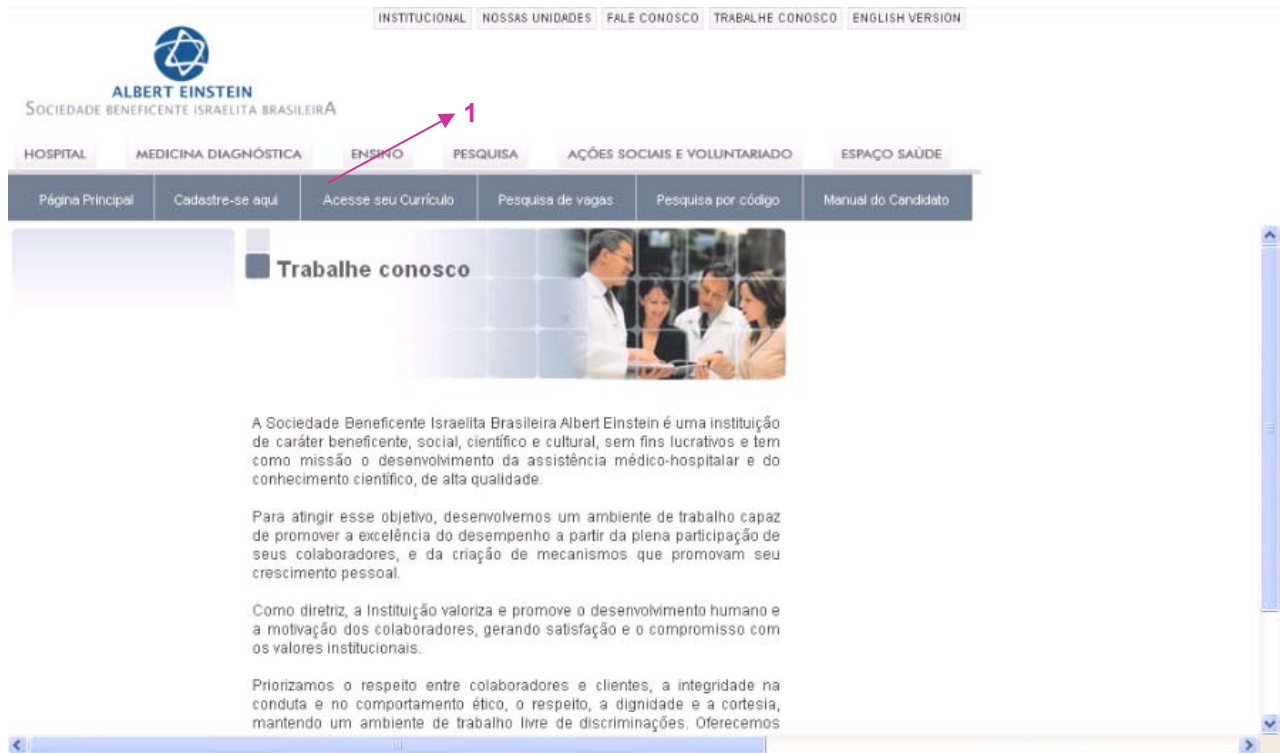 INSTITUCIONAL NOSSAS UNIDADES FALE CONOSCO TRABALHE CONOSCO ENGLISH VERSION
ALBERT EINSTEIN
SOCIEDADE BENEFICENTE ISRAELITA BRASILEIRA
1
HOSPITAL MEDICINA DIAGNÓSTICA ENSINO PESQUISA AÇÕES SOCIAIS E VOLUNTARIADO ESPAÇO SAÚDE
Página Principal Cadastre-se aqui Acesse seu Currículo Pesquisa de vagas Pesquisa por código Manual do Candidato
Trabalhe conosco
A Sociedade Beneficente Israelita Brasileira Albert Einstein é uma instituição
de caráter beneficente, social, científico e cultural, sem fins lucrativos e tem
como missão o desenvolvimento da assistência médico-hospitalar e do
conhecimento científico, de alta qualidade.
Para atingir esse objetivo, desenvolvemos um ambiente de trabalho capaz
de promover a excelência do desempenho a partir da plena participação de
seus colaboradores, e da criação de mecanismos que promovam seu
crescimento pessoal.
Como diretriz, a Instituição valoriza e promove o desenvolvimento humano e
a motivação dos colaboradores, gerando satisfação e o compromisso com
os valores institucionais.
Priorizamos o respeito entre colaboradores e clientes, a integridade na
conduta e no comportamento ético, o respeito, a dignidade e a cortesia,
mantendo um ambiente de trabalho livre de discriminações. Oferecemos